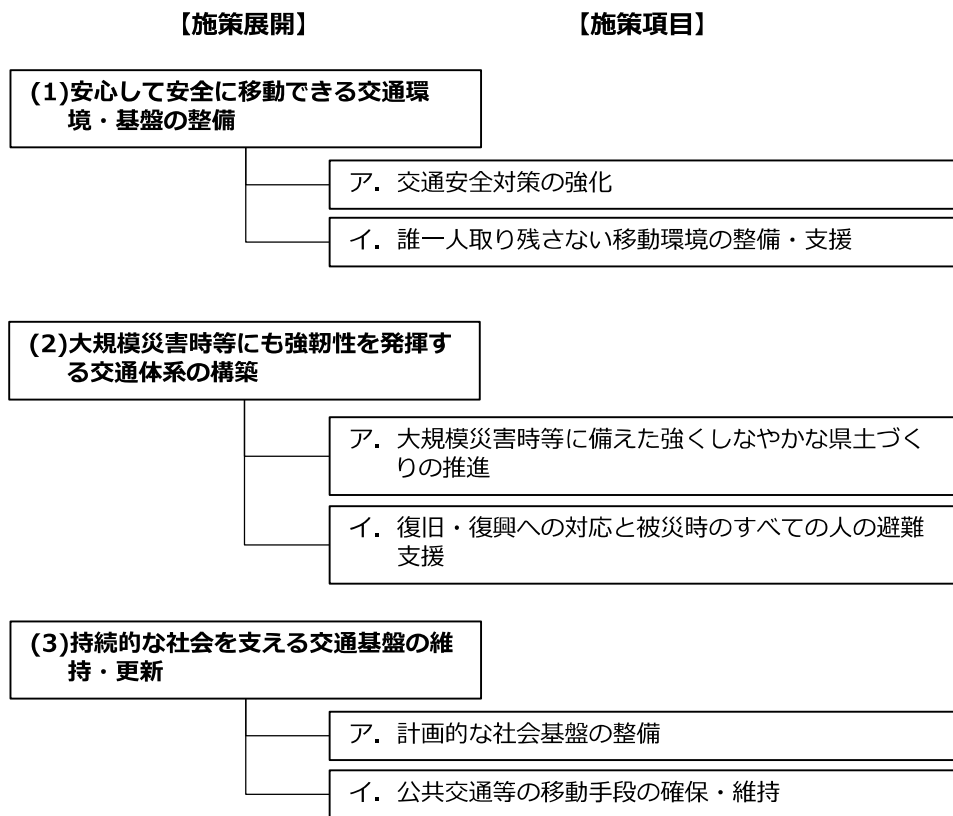 【施策展開】 【施策項目】
(1)安心して安全に移動できる交通環
境・基盤の整備
ア．交通安全対策の強化
イ．誰一人取り残さない移動環境の整備・支援
(2)大規模災害時等にも強靭性を発揮す
る交通体系の構築
ア．大規模災害時等に備えた強くしなやかな県土づく
りの推進
イ．復旧・復興への対応と被災時のすべての人の避難
支援
(3)持続的な社会を支える交通基盤の維
持・更新
ア．計画的な社会基盤の整備
イ．公共交通等の移動手段の確保・維持